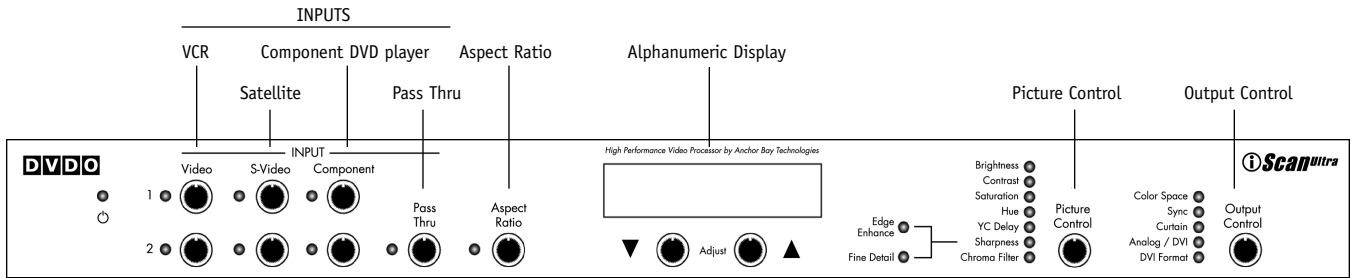 INPUTS
VCR Component DVD player Aspect Ratio Alphanumeric Display
Satellite Pass Thru Picture Control Output Control
DVDO
INPUT
High Performance Video Processor by Anchor Bay Technologies
iScan Ultra
Video S-Video Component
1
2
Pass
Thru
Aspect
Ratio
Adjust
Edge
Enhance
Fine Detail
Brightness
Contrast
Saturation
Hue
YC Delay
Sharpness
Chroma Filter
Picture
Control
Color Space
Sync
Curtain
Analog / DVI
DVI Format
Output
Control